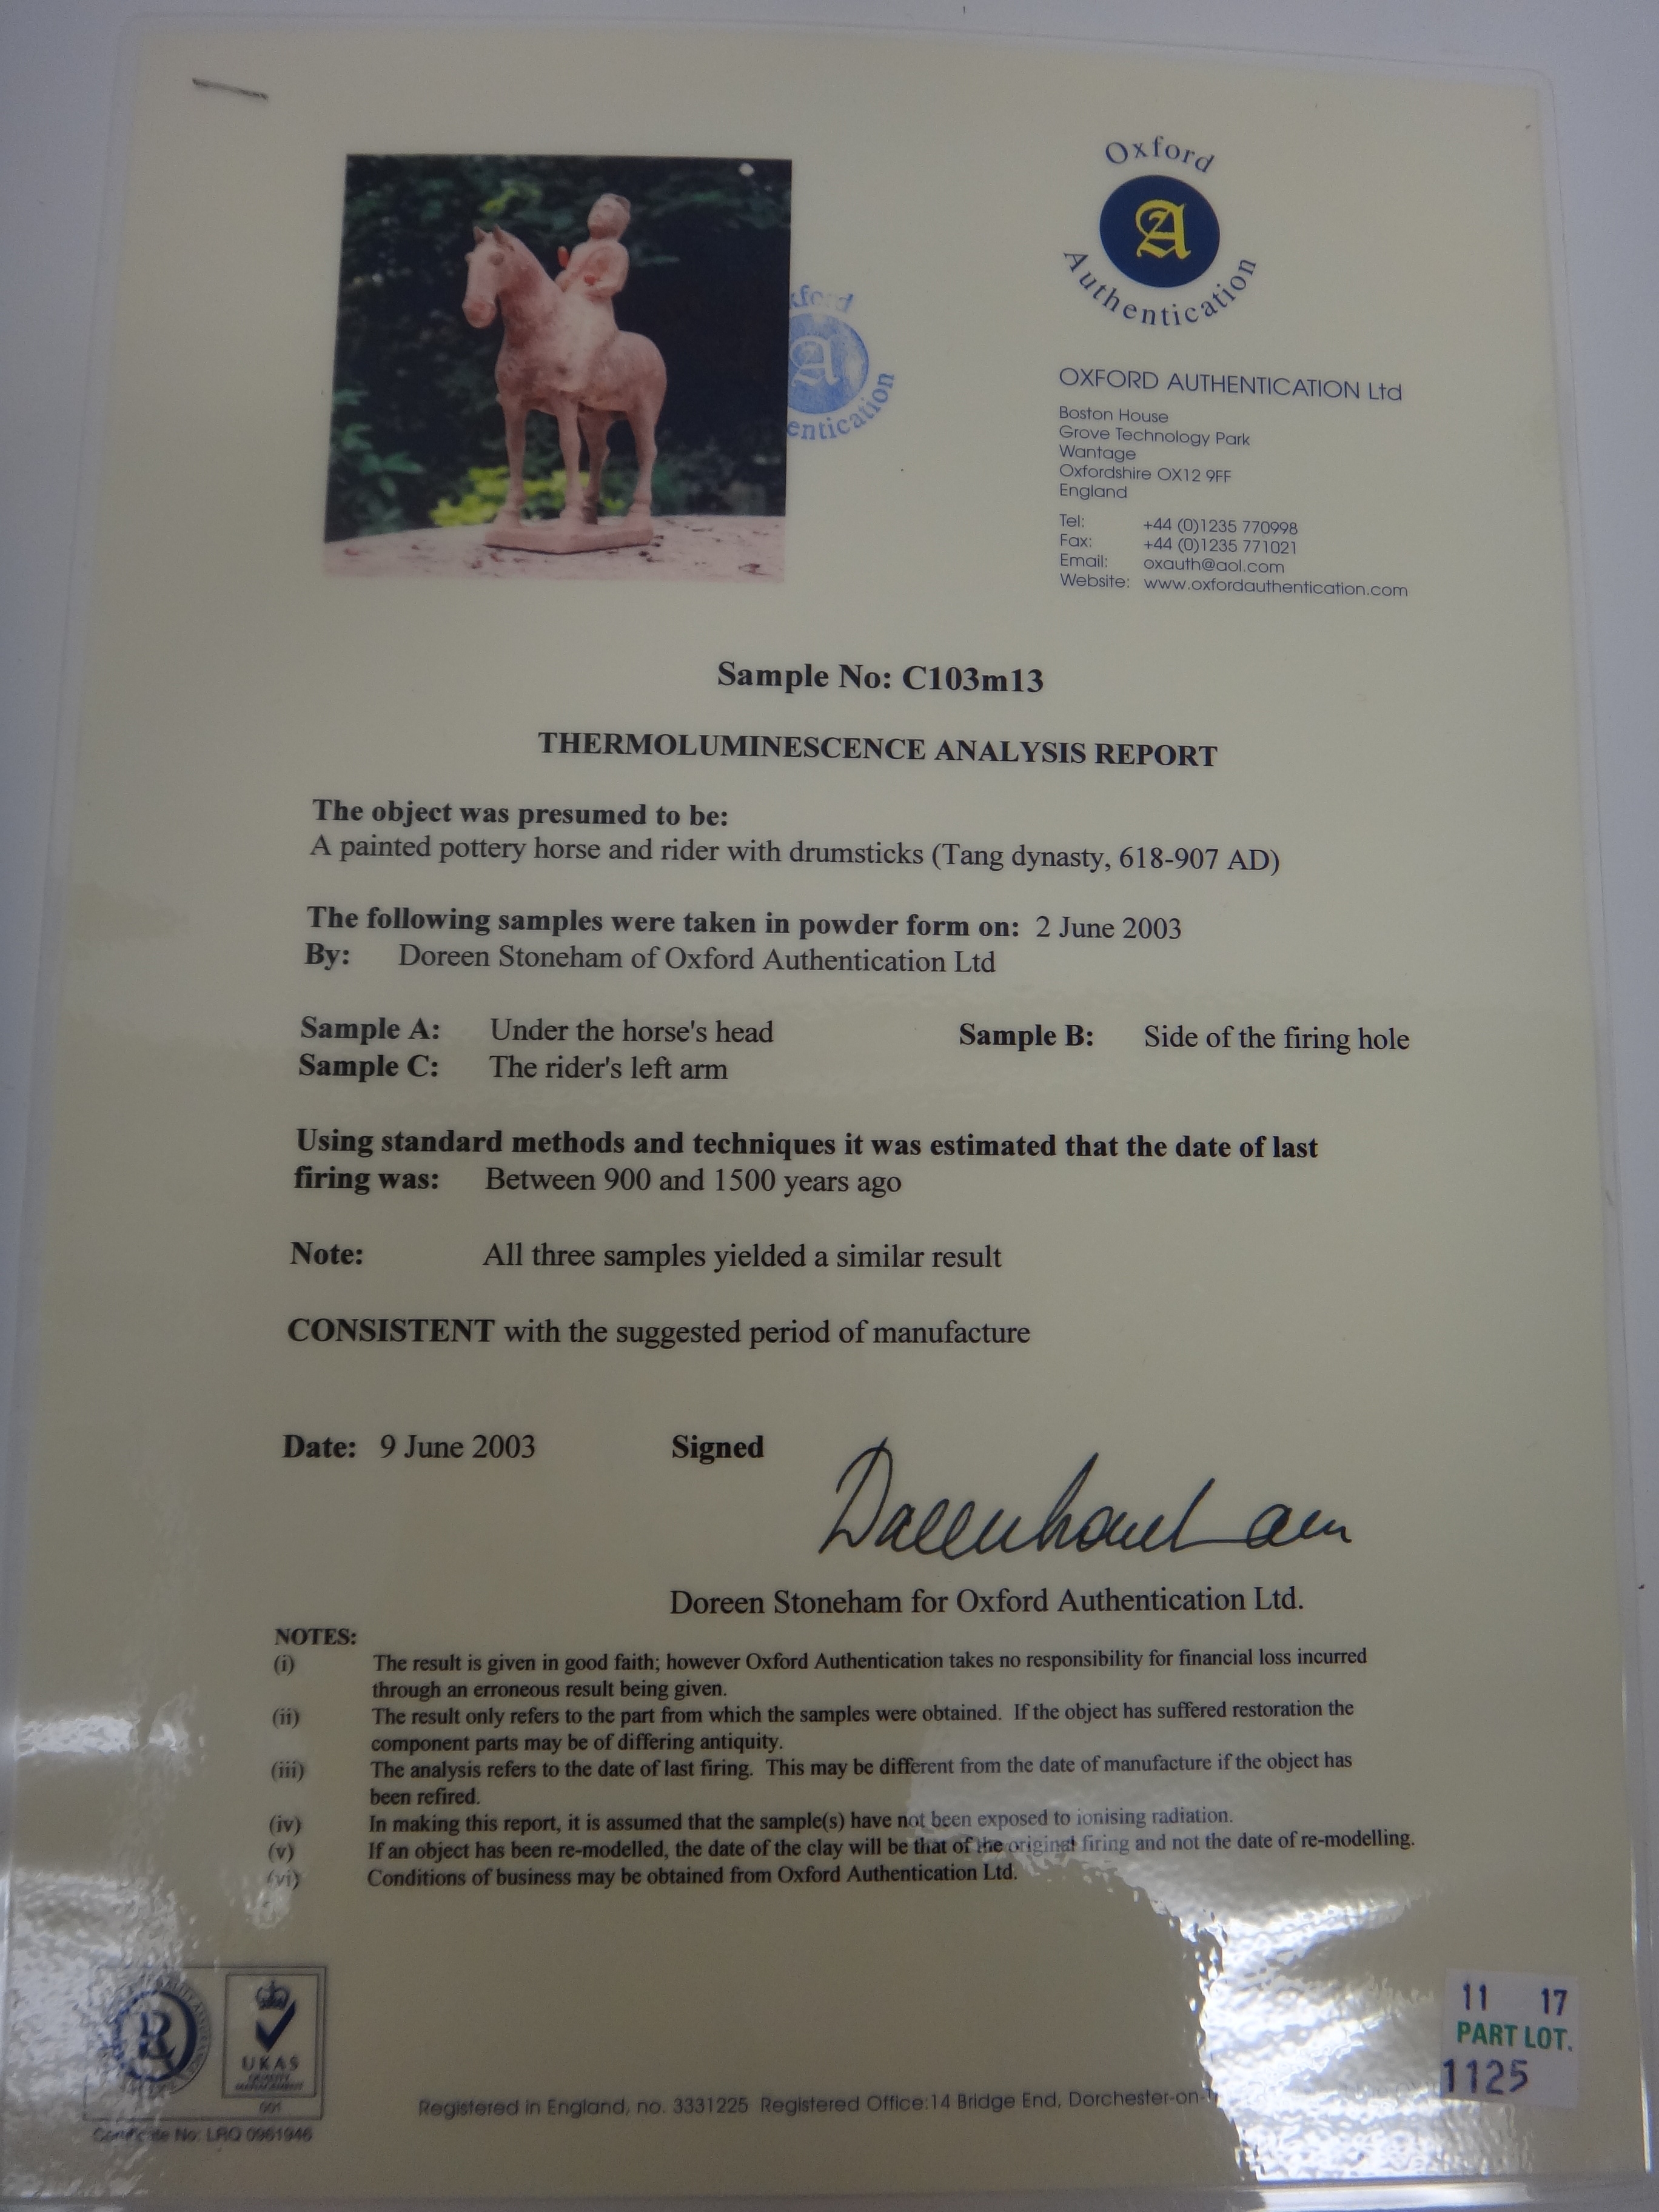 Oxford
A
Authentication
kford
A
entication
OXFORD AUTHENTICATION Ltd
Boston House
Grove Technology Park
Wantage
Oxfordshire OX12 9FF
England
Tel: +44 (0)1235 770998
Fax: +44 (0)1235 771021
Email: oxauth@aol.com
Website: www.oxfordauthentication.com
Sample No: C103m13
THERMOLUMINESCENCE ANALYSIS REPORT
The object was presumed to be:
A painted pottery horse and rider with drumsticks (Tang dynasty, 618-907 AD)
The following samples were taken in powder form on: 2 June 2003
By: Doreen Stoneham of Oxford Authentication Ltd
Sample A: Under the horse's head Sample B: Side of the firing hole
Sample C: The rider's left arm
Using standard methods and techniques it was estimated that the date of last
firing was: Between 900 and 1500 years ago
Note: All three samples yielded a similar result
CONSISTENT with the suggested period of manufacture
Date: 9 June 2003 Signed
Doreen Stoneham for Oxford Authentication Ltd.
NOTES:
(i) The result is given in good faith; however Oxford Authentication takes no responsibility for financial loss incurred
through an erroneous result being given.
(ii) The result only refers to the part from which the samples were obtained. If the object has suffered restoration the
component parts may be of differing antiquity.
(iii) The analysis refers to the date of last firing. This may be different from the date of manufacture if the object has
been refired.
(iv) In making this report, it is assumed that the sample(s) have not been exposed to ionising radiation.
(v) If an object has been re-modelled, the date of the clay will be that of the original firing and not the date of re-modelling.
(vi) Conditions of business may be obtained from Oxford Authentication Ltd.
UKAS
QUALITY
MANAGEMENT
001
Certificate No: LRQ 0961946
Registered in England, no. 3331225 Registered Office:14 Bridge End, Dorchester-on-
11 17
PART LOT.
1125